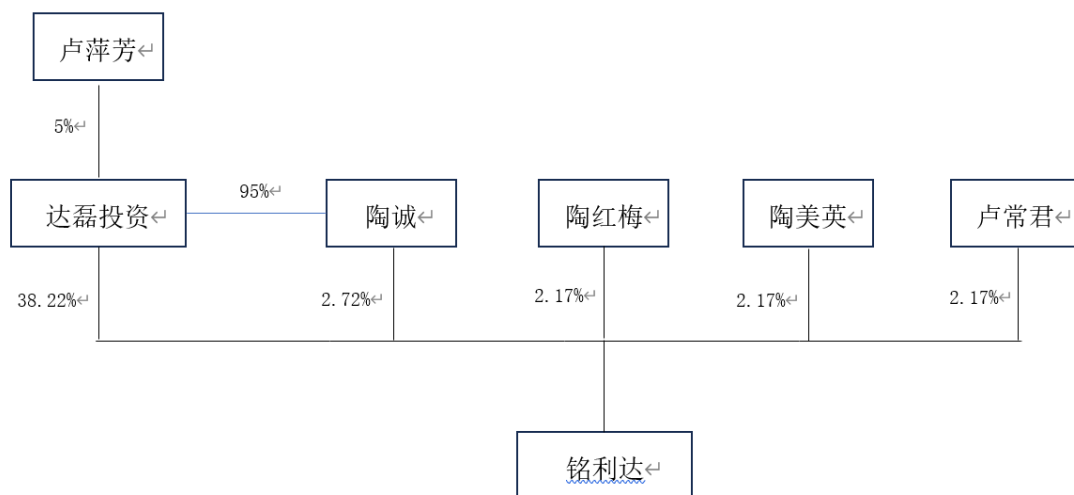 卢萍芳
5%
达磊投资
95%
陶诚
陶红梅
陶美英
卢常君
38.22%
2.72%
2.17%
2.17%
2.17%
铭利达